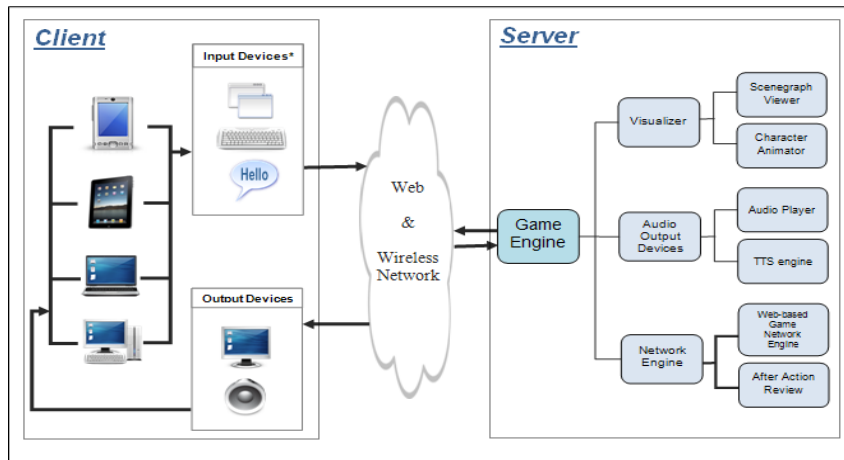 Client
Input Devices*
Hello
Output Devices
Web
&
Wireless
Network
Server
Game
Engine
Visualizer
Scenegraph
Viewer
Character
Animator
Audio
Output
Devices
Audio Player
TTS engine
Network
Engine
Web-based
Game
Network
Engine
After Action
Review